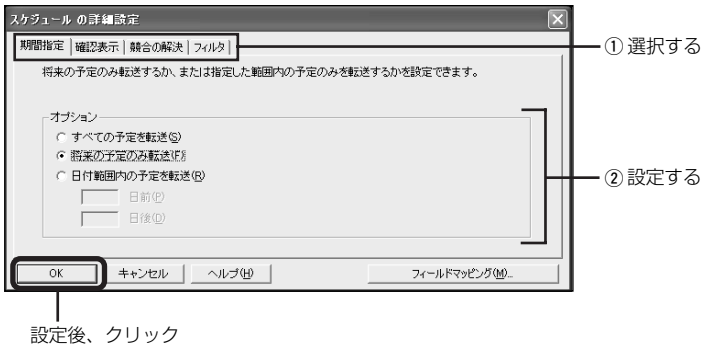 スケジュール の詳細設定
期間指定 確認表示 競合の解決 フィルタ
① 選択する
将来の予定のみ転送するか、または指定した範囲内の予定のみを転送するかを設定できます。
オプション
すべての予定を転送(S)
将来の予定のみ転送(F)
日付範囲内の予定を転送(R)
日前(P)
日後(D)
② 設定する
OK キャンセル ヘルプ(H) フィールドマッピング(M)...
設定後、クリック